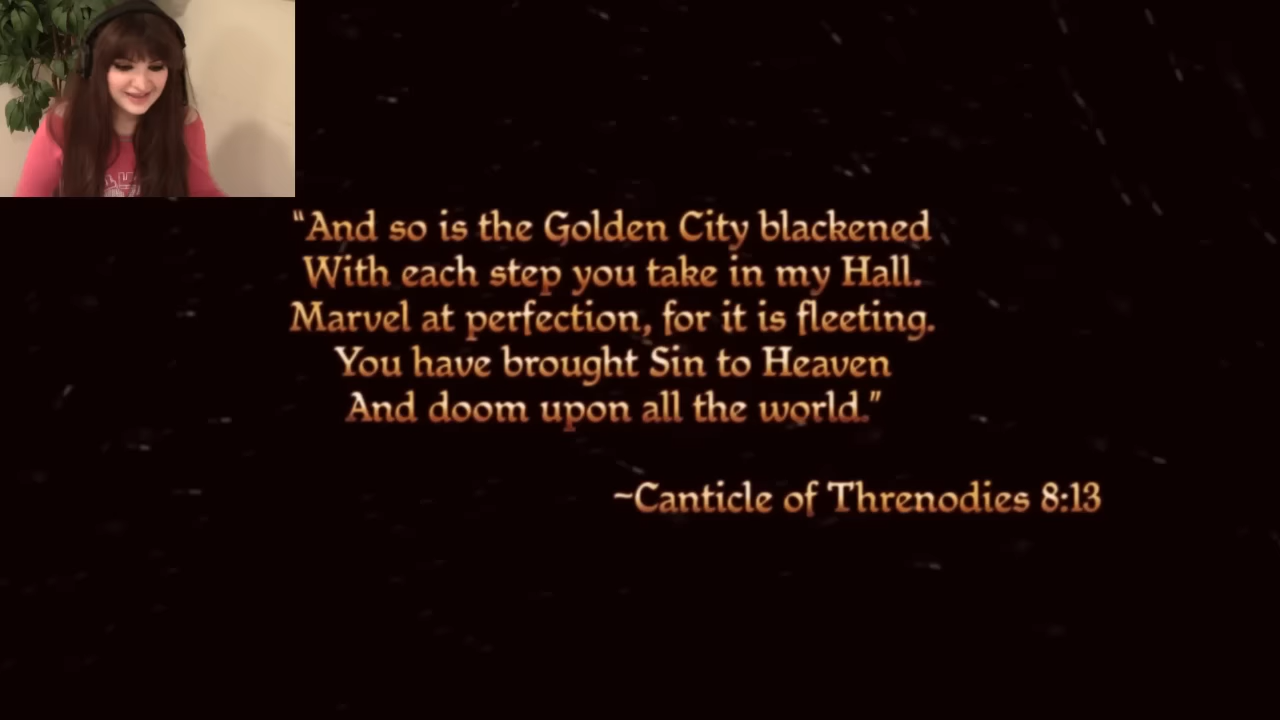 "And so is the Golden City blackened
With each step you take in my Hall.
Marvel at perfection, for it is fleeting.
You have brought Sin to Heaven
And doom upon all the world."
~Canticle of Threnodies 8:13